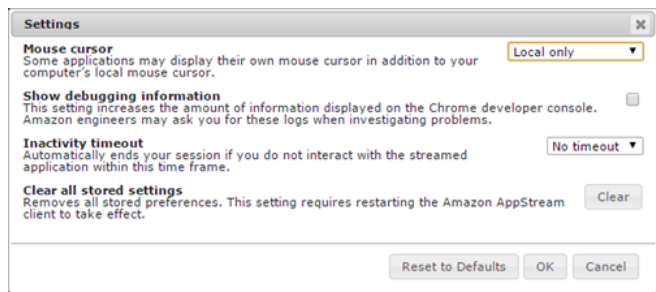 Settings
Mouse cursor
Local only
Some applications may display their own mouse cursor in addition to your
computer's local mouse cursor.
Show debugging information
This setting increases the amount of information displayed on the Chrome developer console.
Amazon engineers may ask you for these logs when investigating problems.
Inactivity timeout
No timeout
Automatically ends your session if you do not interact with the streamed
application within this time frame.
Clear all stored settings
Removes all stored preferences. This setting requires restarting the Amazon AppStream
client to take effect.
Clear
Reset to Defaults
OK
Cancel